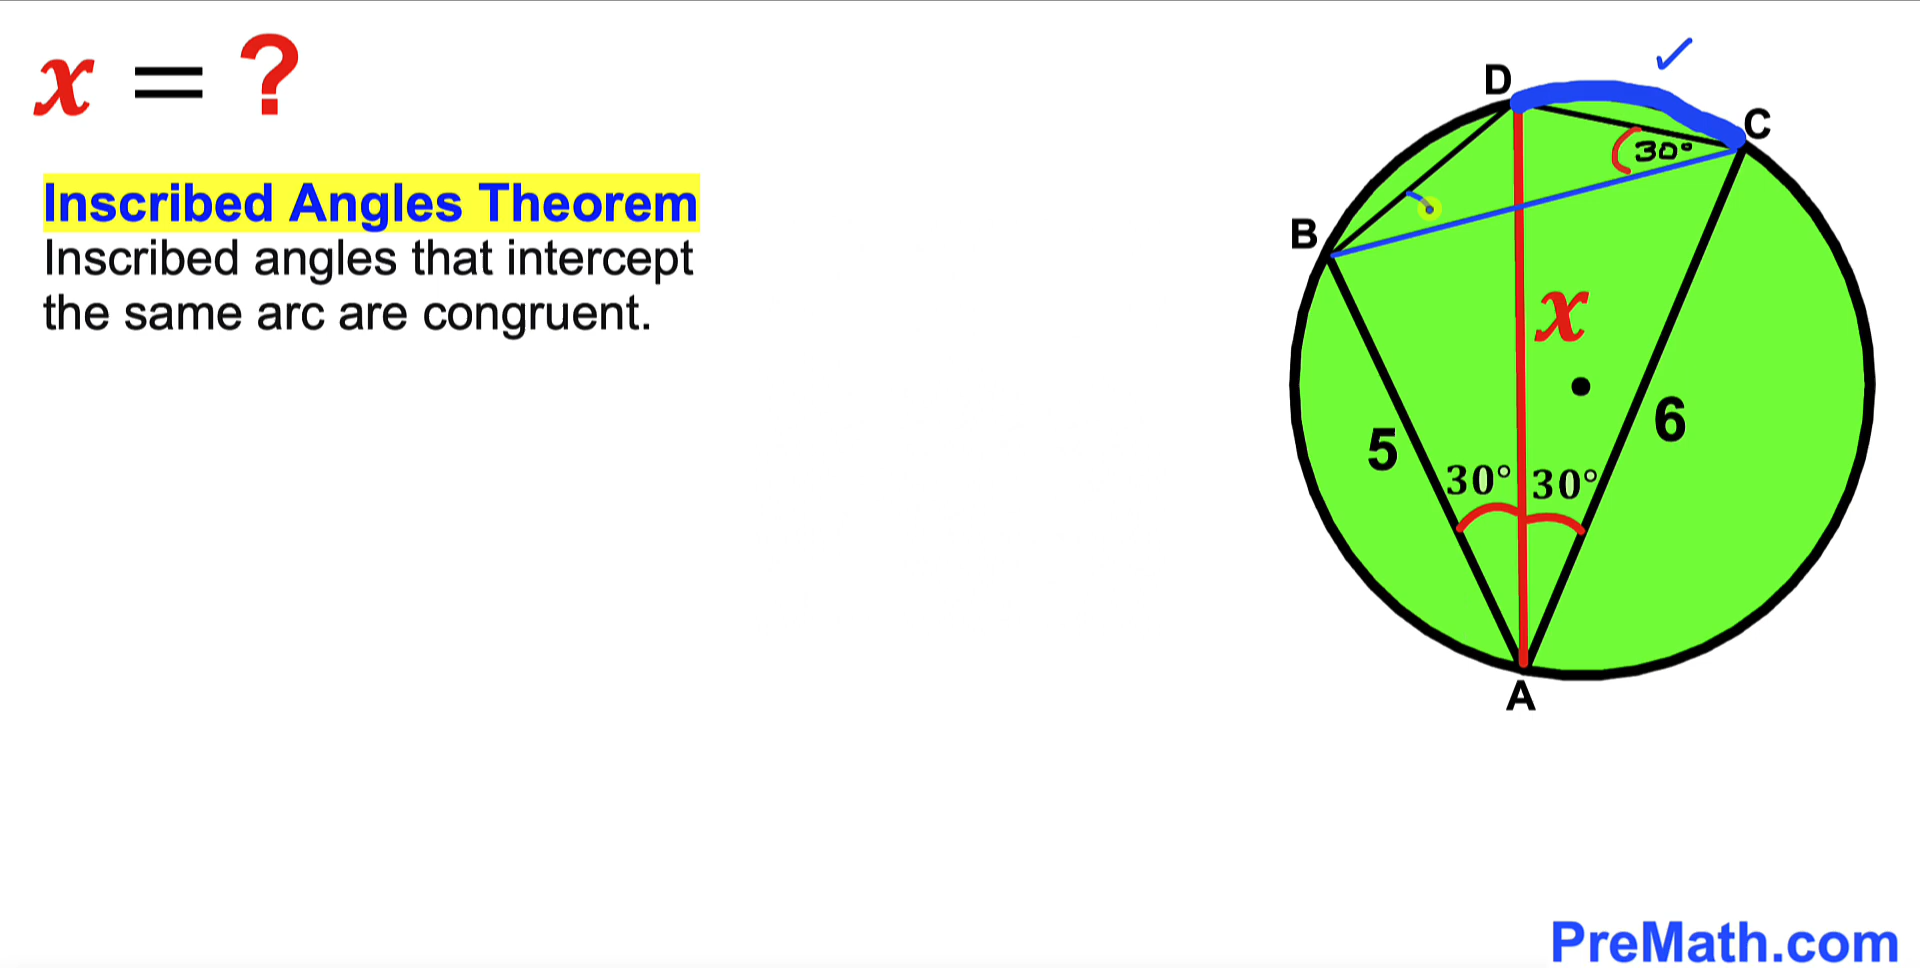 x = ?
Inscribed Angles Theorem
Inscribed angles that intercept
the same arc are congruent.
D
C
30°
B
x
5
6
30°
30°
A
PreMath.com